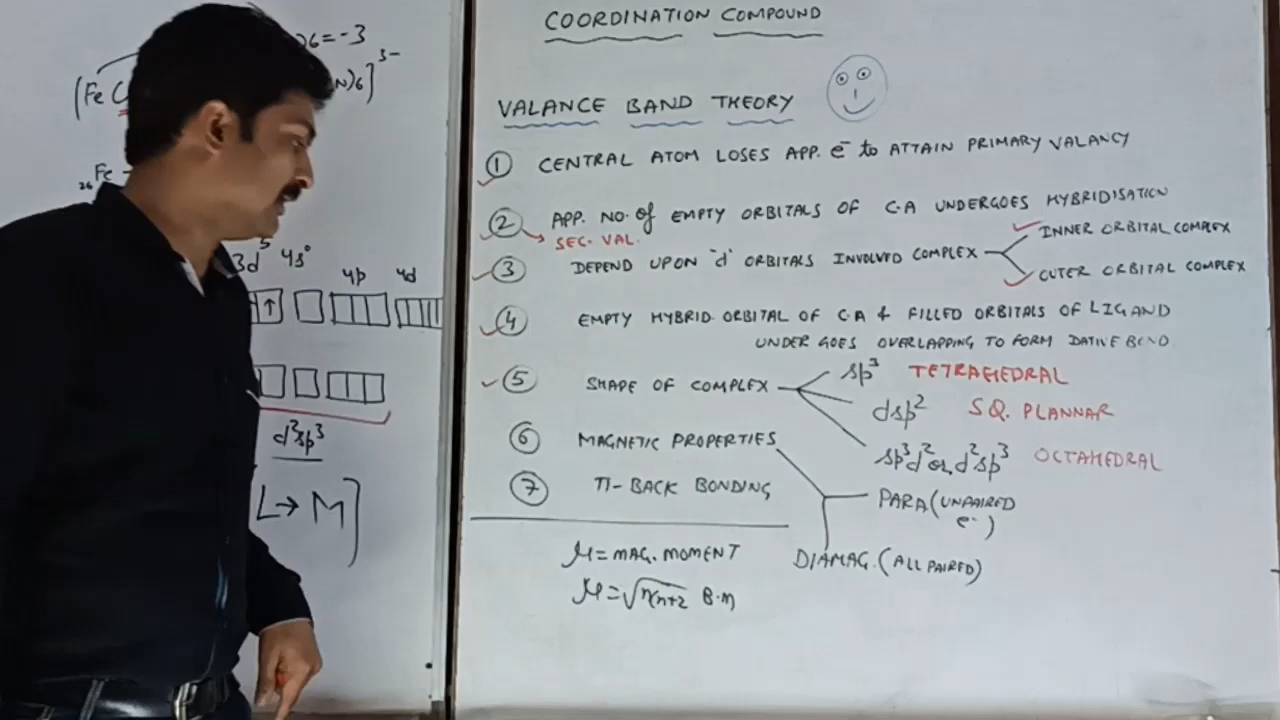 6 = -3
[Fe C N)6]3-
26Fe
3d5 4s0
4p 4d
↑
d2sp3
L→M]
COORDINATION COMPOUND
VALANCE BAND THEORY
① CENTRAL ATOM LOSES APP. e- to ATTAIN PRIMARY VALANCY
② APP. NO. of EMPTY ORBITALS OF C.A UNDERGOES HYBRIDISATION
→ SEC. VAL.
INNER ORBITAL COMPLEX
③ DEPEND UPON "d" ORBITALS INVOLVED COMPLEX
OUTER ORBITAL COMPLEX
④ EMPTY HYBRID ORBITAL OF C.A & FILLED ORBITALS OF LIGAND
UNDER GOES OVERLAPPING TO FORM DATIVE BOND
sp3 TETRAHEDRAL
⑤ SHAPE OF COMPLEX
dsp2 SQ. PLANNAR
sp3d2 or d2sp3 OCTAHEDRAL
⑥ MAGNETIC PROPERTIES
PARA (UNPAIRED
e-)
DIAMAG. (ALL PAIRED)
⑦ π-BACK BONDING
μ = MAG. MOMENT
μ = √n(n+2 B.M